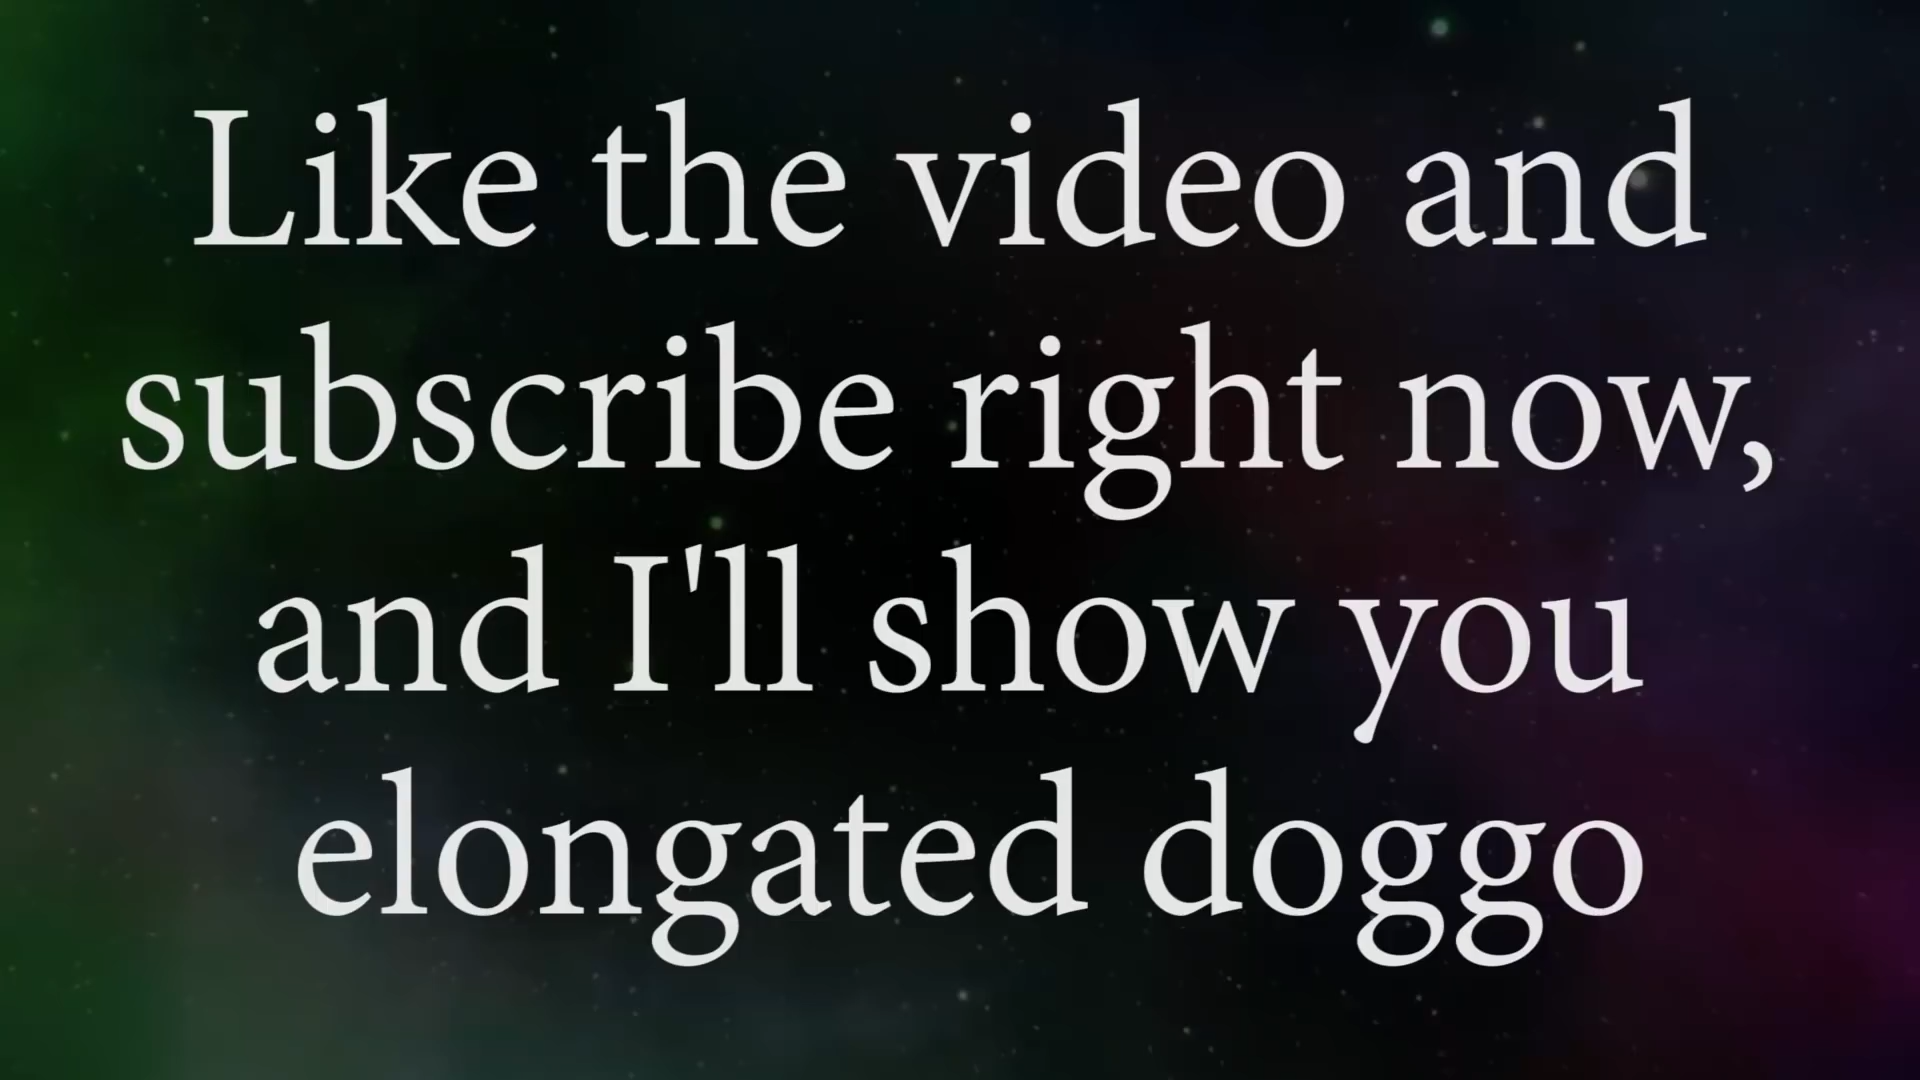 Like the video and
subscribe right now,
and I'll show you
elongated doggo